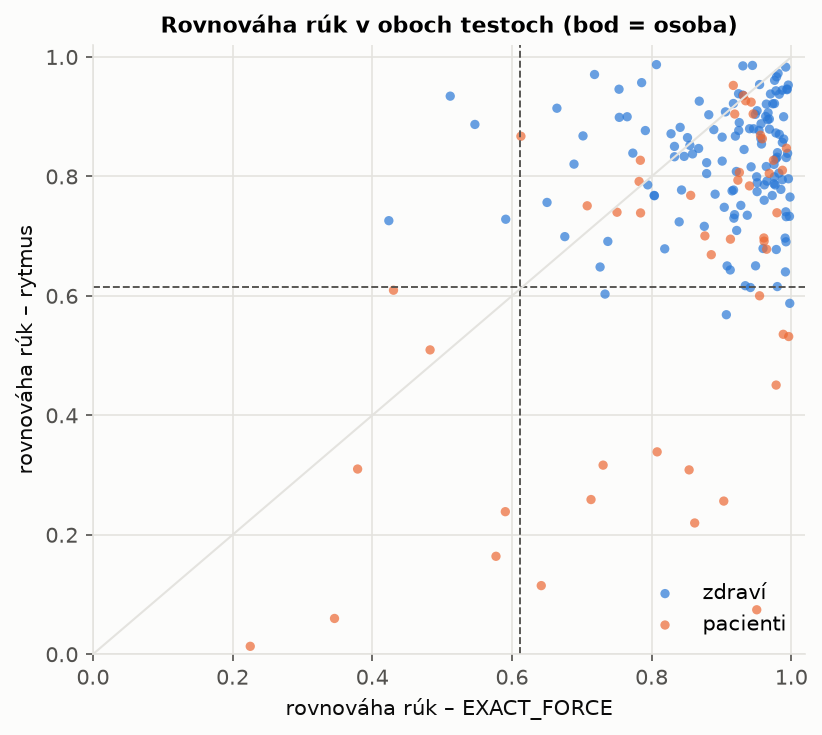 Rovnováha rúk v oboch testoch (bod = osoba)
1.0
0.8
0.6
0.4
0.2
0.0
rovnováha rúk – rytmus
zdraví
pacienti
0.0 0.2 0.4 0.6 0.8 1.0
rovnováha rúk – EXACT_FORCE